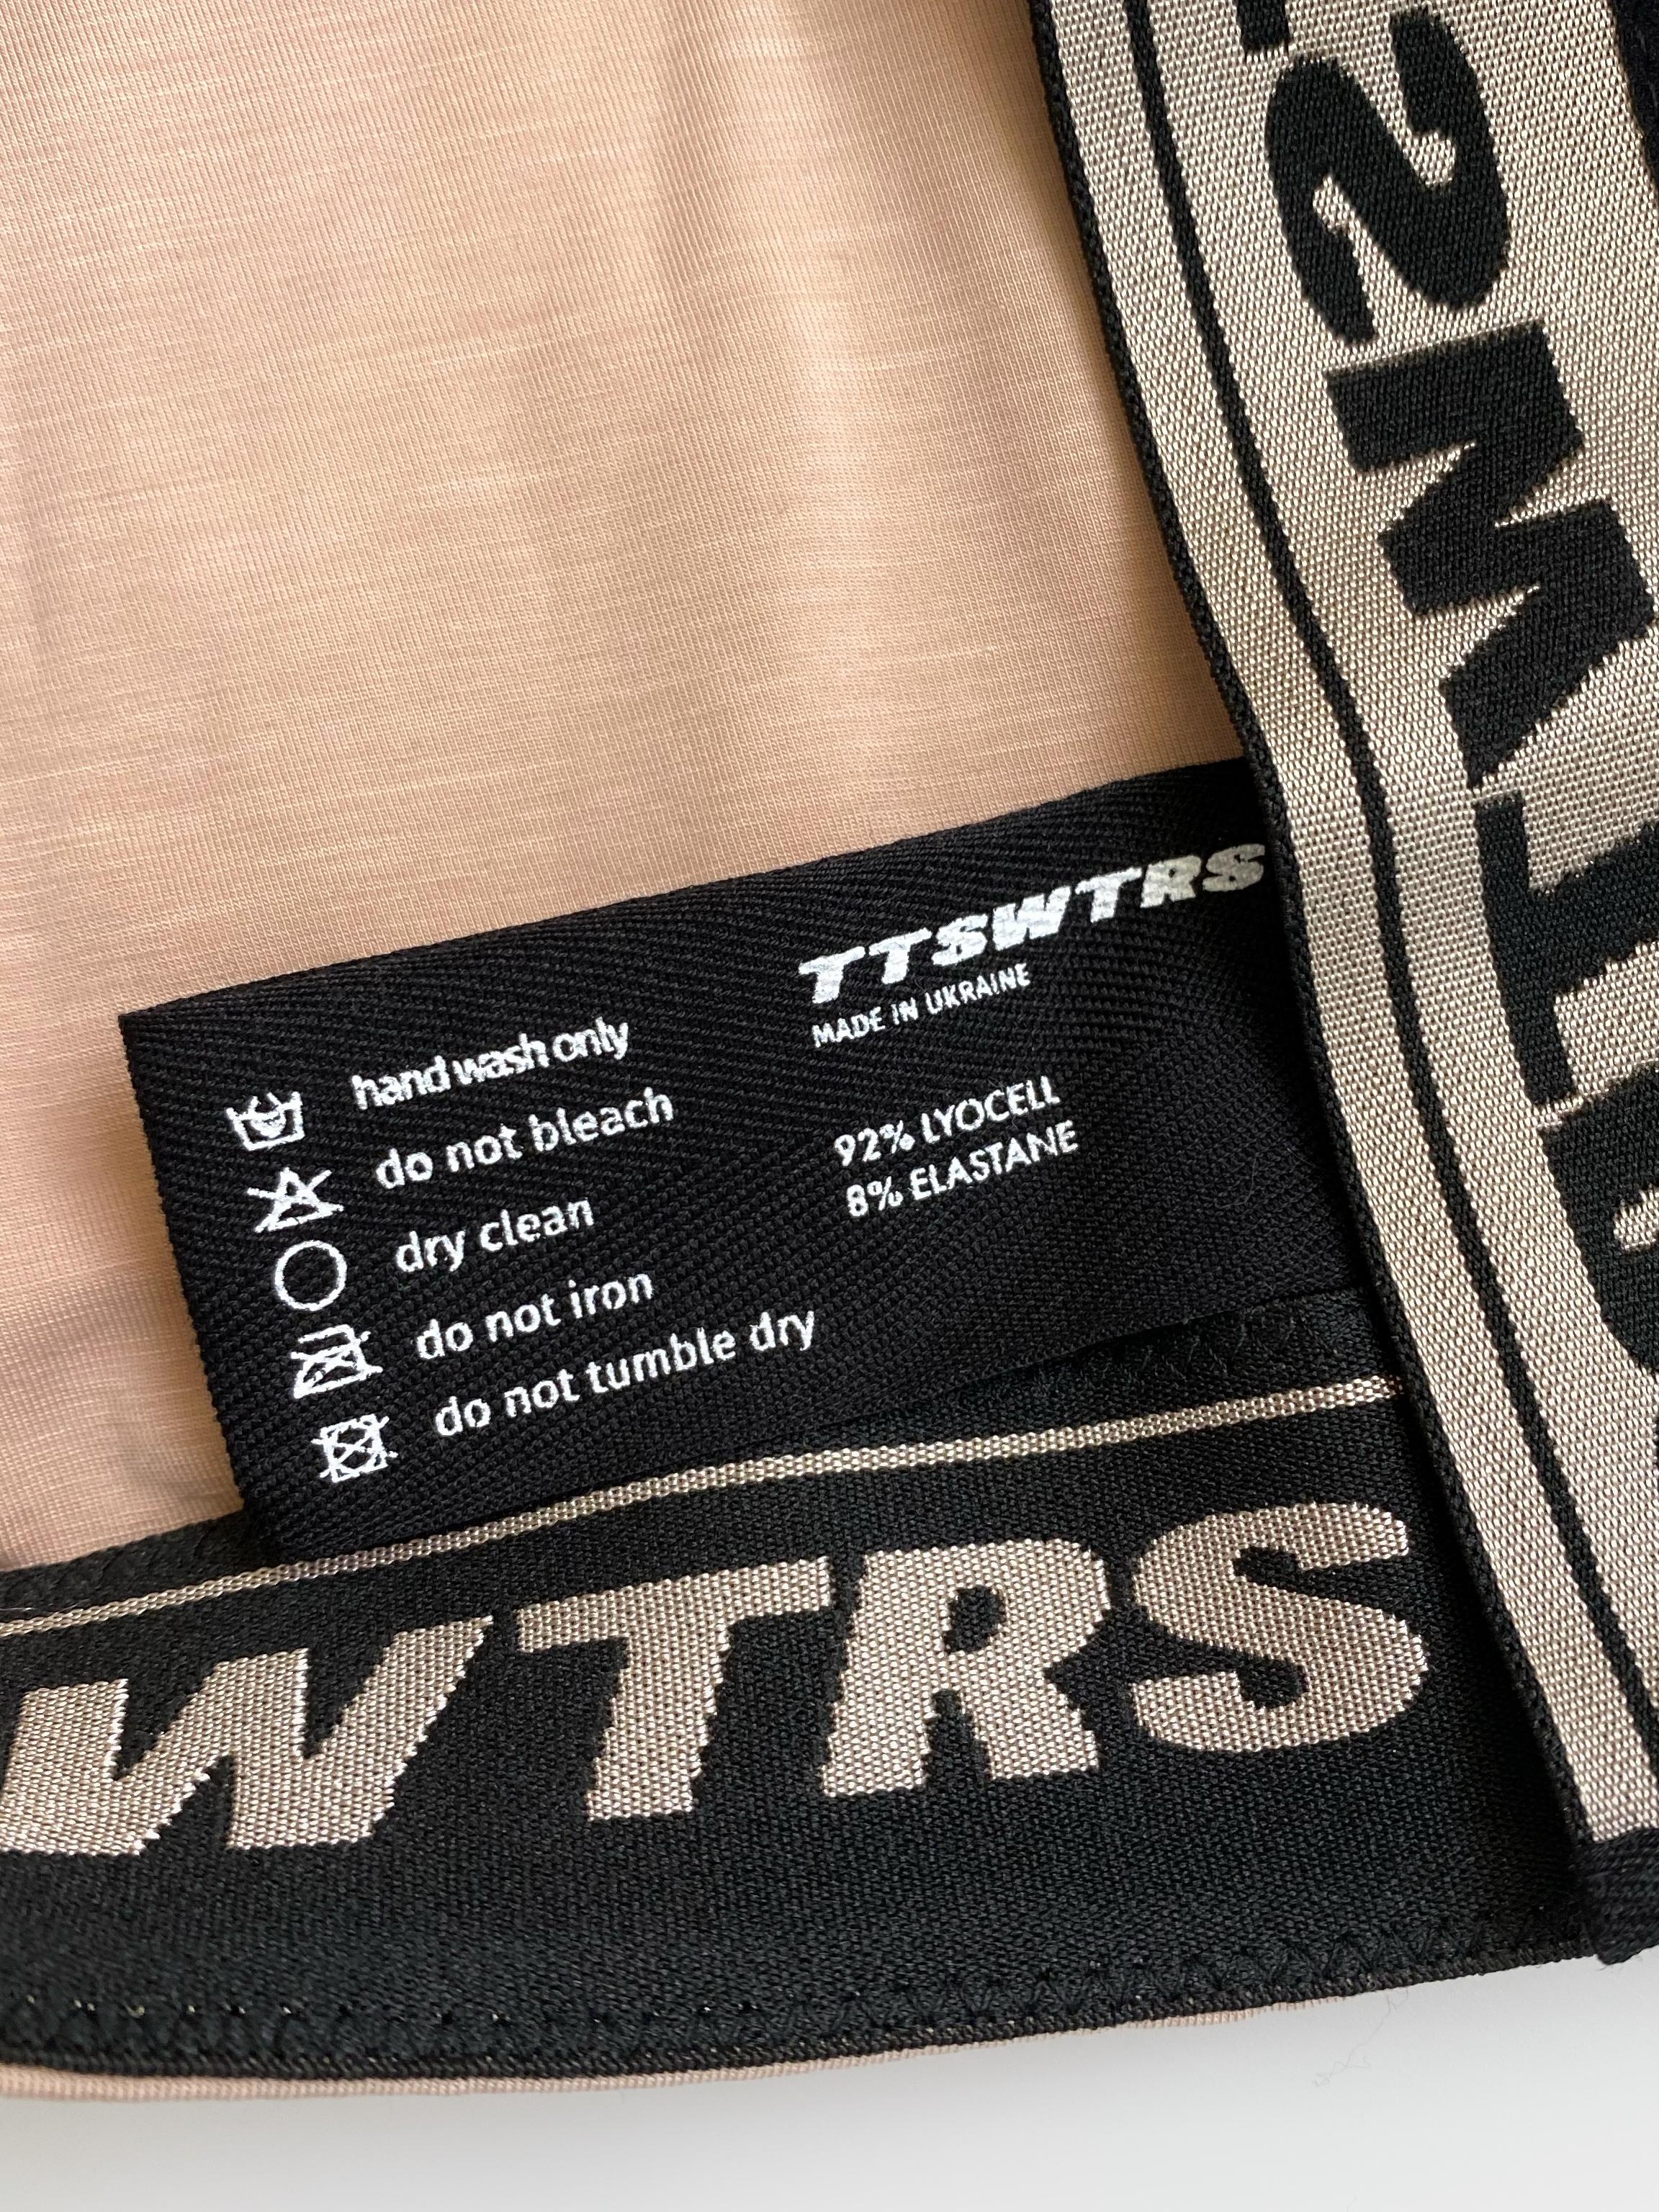 TTSWTRS
MADE IN UKRAINE
hand wash only
do not bleach
dry clean
do not iron
do not tumble dry
92% LYOCELL
8% ELASTANE
WTRS